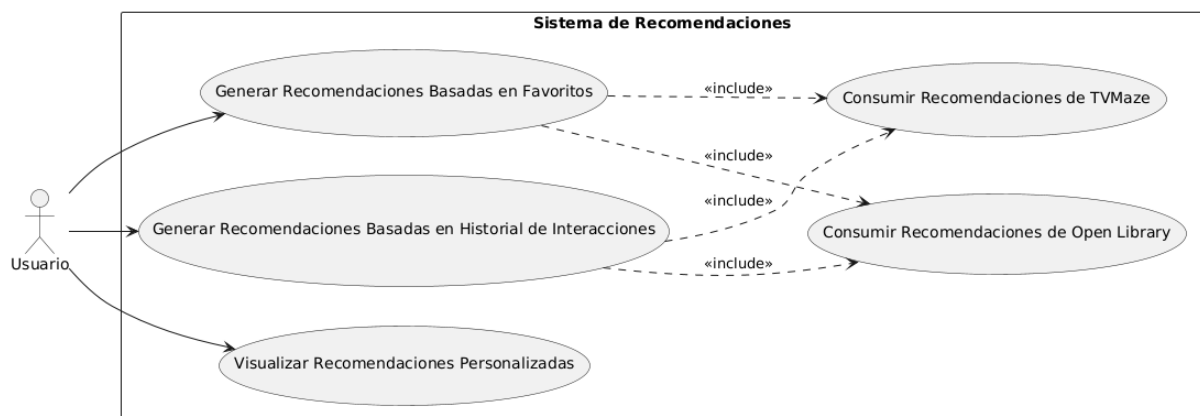 Sistema de Recomendaciones
Generar Recomendaciones Basadas en Favoritos
«include»
Consumir Recomendaciones de TVMaze
«include»
«include»
Generar Recomendaciones Basadas en Historial de Interacciones
Consumir Recomendaciones de Open Library
«include»
Usuario
Visualizar Recomendaciones Personalizadas